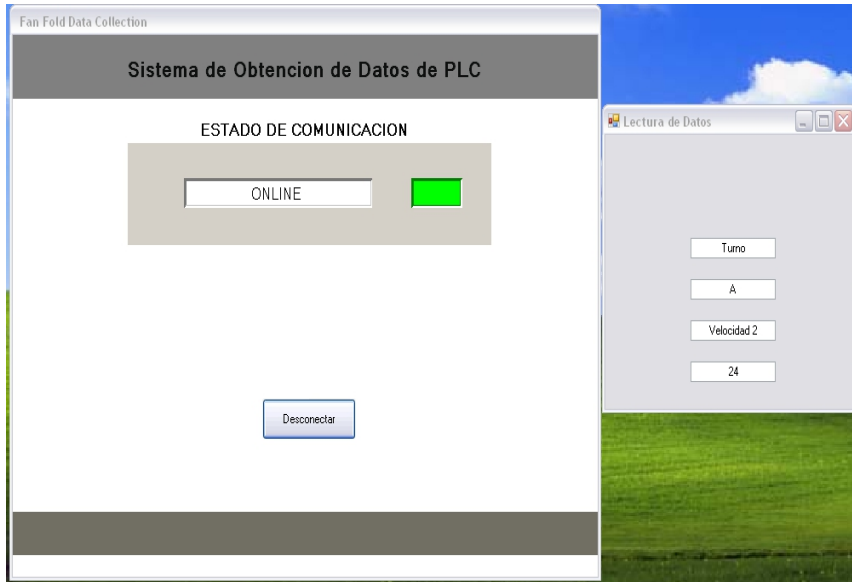 Fan Fold Data Collection
Sistema de Obtencion de Datos de PLC
ESTADO DE COMUNICACION
ONLINE
Desconectar
Lectura de Datos
Turno
A
Velocidad 2
24